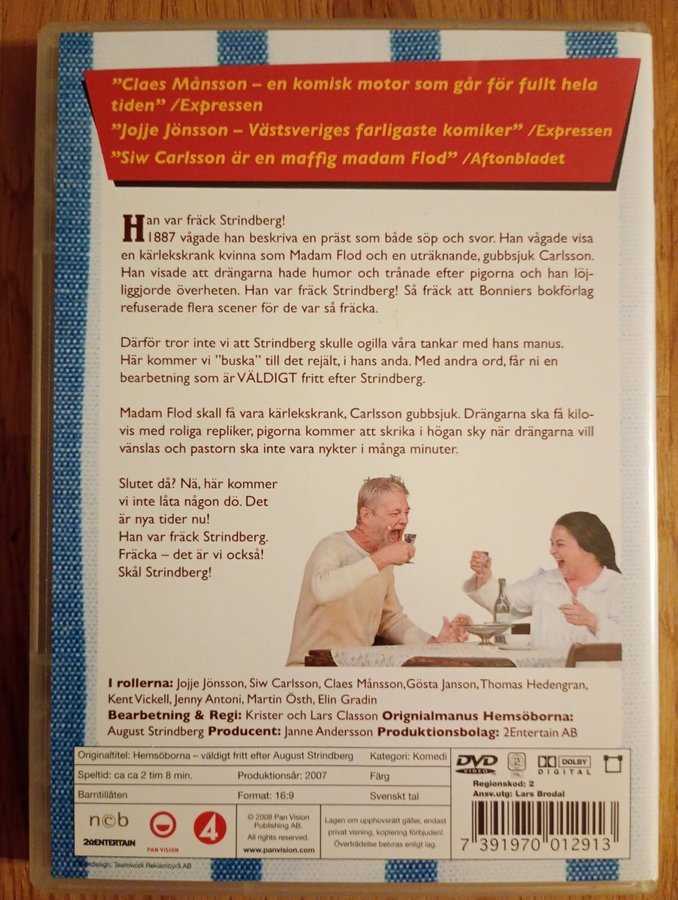 ”Claes Månsson – en komisk motor som går för fullt hela
tiden” /Expressen
”Jojje Jönsson – Västsveriges farligaste komiker” /Expressen
”Siw Carlsson är en maffig madam Flod” /Aftonbladet
Han var fräck Strindberg!
1887 vågade han beskriva en präst som både söp och svor. Han vågade visa
en kärlekskrank kvinna som Madam Flod och en uträknande, gubbsjuk Carlsson.
Han visade att drängarna hade humor och trånade efter pigorna och han löj-
liggjorde överheten. Han var fräck Strindberg! Så fräck att Bonniers bokförlag
refuserade flera scener för de var så fräcka.
Därför tror inte vi att Strindberg skulle ogilla våra tankar med hans manus.
Här kommer vi ”buska” till det rejält, i hans anda. Med andra ord, får ni en
bearbetning som är VÄLDIGT fritt efter Strindberg.
Madam Flod skall få vara kärlekskrank, Carlsson gubbsjuk. Drängarna ska få kilo-
vis med roliga repliker, pigorna kommer att skrika i högan sky när drängarna vill
vänslas och pastorn ska inte vara nykter i många minuter.
Slutet då? Nä, här kommer
vi inte låta någon dö. Det
är nya tider nu!
Han var fräck Strindberg.
Fräcka – det är vi också!
Skål Strindberg!
I rollerna: Jojje Jönsson, Siw Carlsson, Claes Månsson,Gösta Janson, Thomas Hedengran,
Kent Vickell, Jenny Antoni, Martin Östh, Elin Gradin
Bearbetning & Regi: Krister och Lars Classon Orignialmanus Hemsöborna:
August Strindberg Producent: Janne Andersson Produktionsbolag: 2Entertain AB
Originaltitel: Hemsöborna – väldigt fritt efter August Strindberg Kategori: Komedi
Speltid: ca ca 2 tim 8 min. Produktionsår: 2007 Färg
Barntillåten Format: 16:9 Svenskt tal
DVD VIDEO 2 PAL DOLBY DIGITAL
Regionskod: 2
Ansv.utg: Lars Brodal
ncb
2ENTERTAIN
PAN VISION
4
© 2008 Pan Vision
Publishing AB.
All rights reserved.
www.panvision.com
Lagen om upphovsrätt gäller, endast
privat visning, kopiering förbjuden!
Överträdelse beivras enligt lag.
7 391970 012913
Teamwork Reklambyrå AB